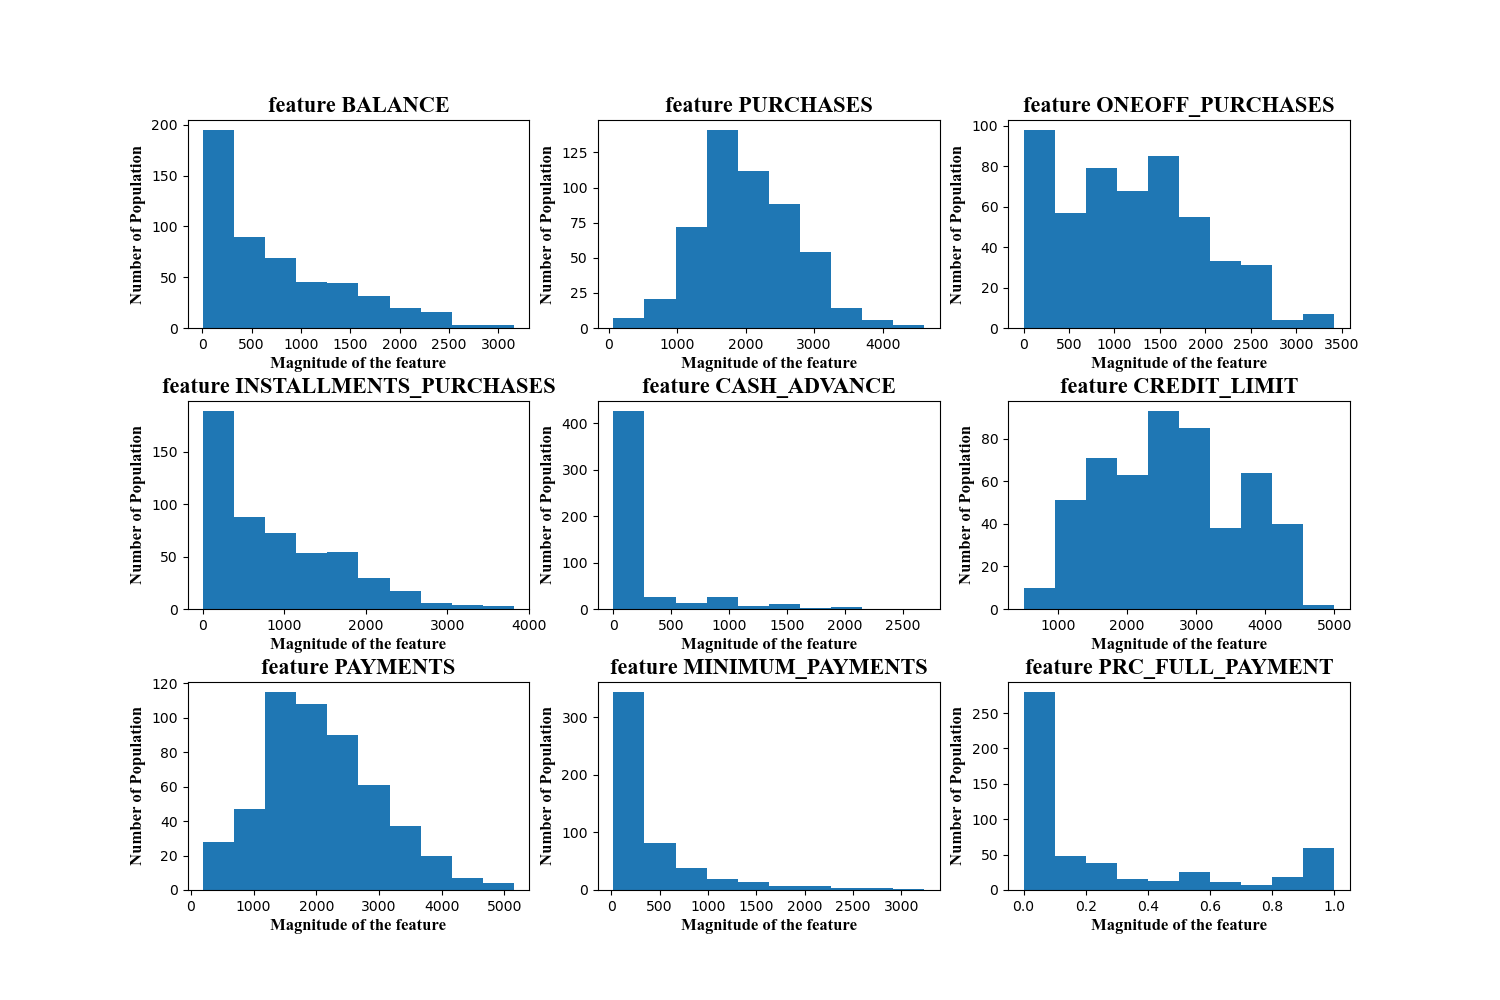 feature BALANCE
Number of Population
200
150
100
50
0
0 500 1000 1500 2000 2500 3000
Magnitude of the feature
feature PURCHASES
Number of Population
125
100
75
50
25
0
0 1000 2000 3000 4000
Magnitude of the feature
feature ONEOFF_PURCHASES
Number of Population
100
80
60
40
20
0
0 500 1000 1500 2000 2500 3000 3500
Magnitude of the feature
feature INSTALLMENTS_PURCHASES
Number of Population
150
100
50
0
0 1000 2000 3000 4000
Magnitude of the feature
feature CASH_ADVANCE
Number of Population
400
300
200
100
0
0 500 1000 1500 2000 2500
Magnitude of the feature
feature CREDIT_LIMIT
Number of Population
80
60
40
20
0
1000 2000 3000 4000 5000
Magnitude of the feature
feature PAYMENTS
Number of Population
120
100
80
60
40
20
0
0 1000 2000 3000 4000 5000
Magnitude of the feature
feature MINIMUM_PAYMENTS
Number of Population
300
200
100
0
0 500 1000 1500 2000 2500 3000
Magnitude of the feature
feature PRC_FULL_PAYMENT
Number of Population
250
200
150
100
50
0
0.0 0.2 0.4 0.6 0.8 1.0
Magnitude of the feature